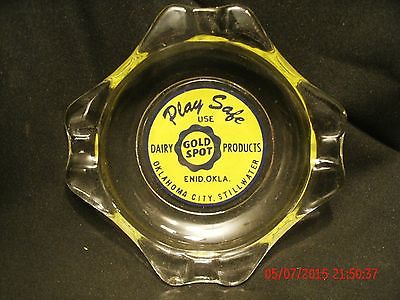 Play Safe
USE
DAIRY GOLD SPOT PRODUCTS
ENID, OKLA.
OKLAHOMA CITY, STILLWATER
05/07/2015 21:50:37